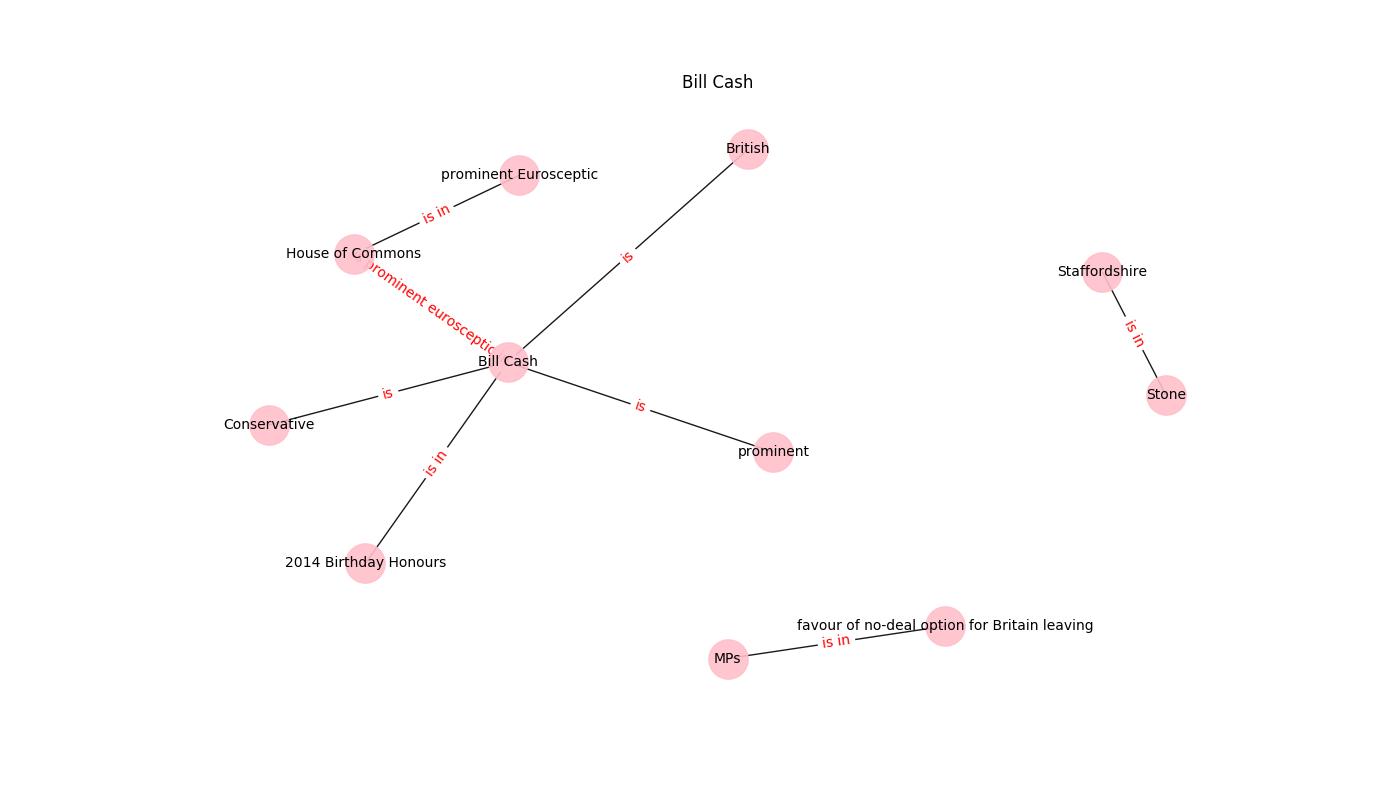 Bill Cash
British
prominent Eurosceptic
is in
House of Commons
is
Staffordshire
prominent eurosceptic
is in
Bill Cash
is
Stone
is
Conservative
prominent
is in
2014 Birthday Honours
favour of no-deal option for Britain leaving
is in
MPs